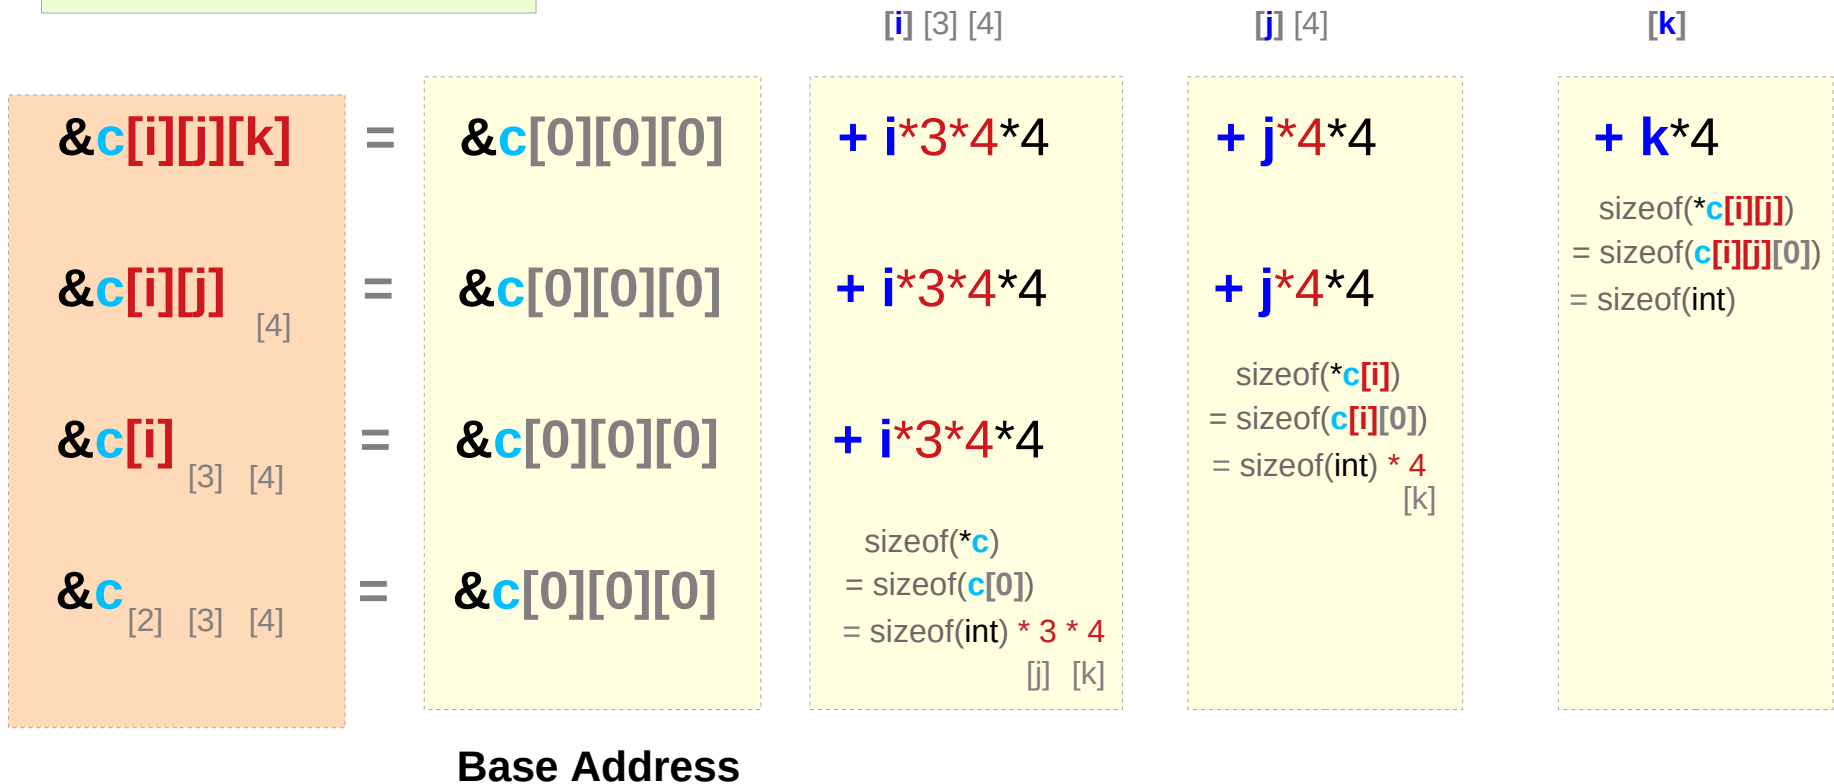 [i] [3] [4] [j] [4] [k]
&c[i][j][k] = &c[0][0][0] + i*3*4*4 + j*4*4 + k*4
sizeof(*c[i][j])
= sizeof(c[i][j][0])
= sizeof(int)
&c[i][j] [4] = &c[0][0][0] + i*3*4*4 + j*4*4
sizeof(*c[i])
= sizeof(c[i][0])
= sizeof(int) * 4
[k]
&c[i] [3] [4] = &c[0][0][0] + i*3*4*4
sizeof(*c)
= sizeof(c[0])
= sizeof(int) * 3 * 4
[j] [k]
&c [2] [3] [4] = &c[0][0][0]
Base Address